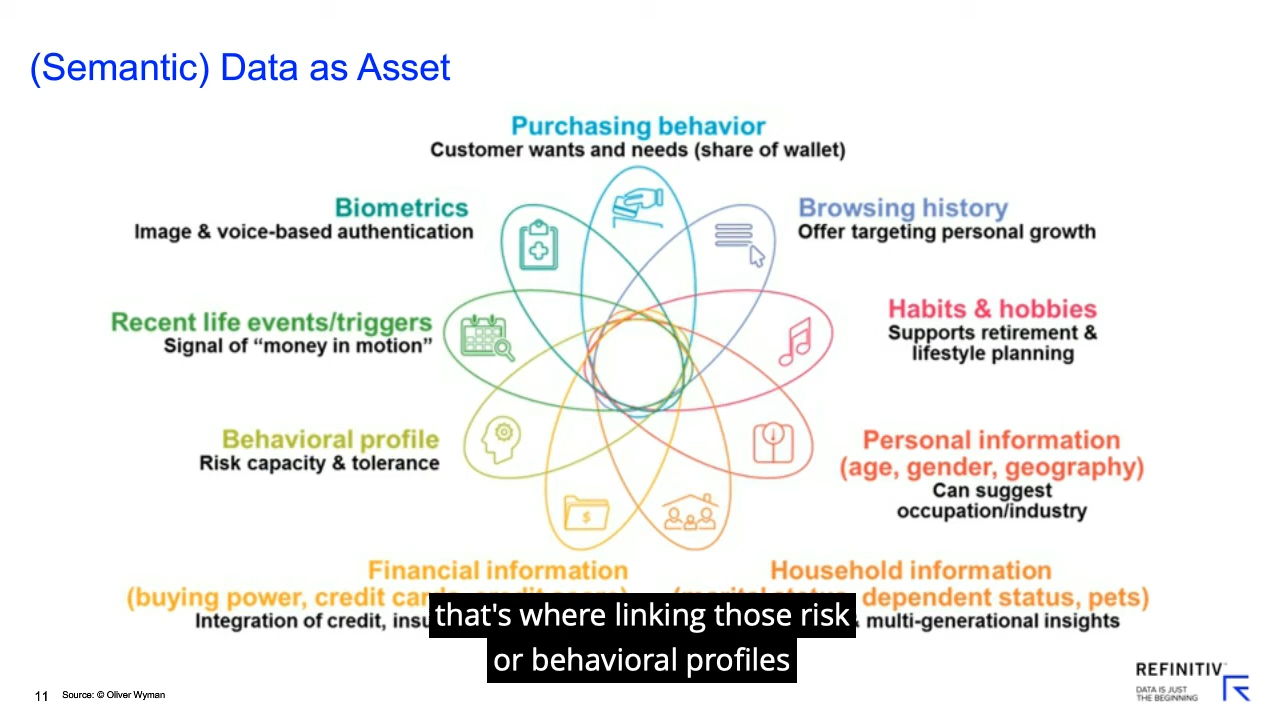 (Semantic) Data as Asset
Purchasing behavior
Customer wants and needs (share of wallet)
Biometrics
Image & voice-based authentication
Browsing history
Offer targeting personal growth
Recent life events/triggers
Signal of “money in motion”
Habits & hobbies
Supports retirement &
lifestyle planning
Behavioral profile
Risk capacity & tolerance
Personal information
(age, gender, geography)
Can suggest
occupation/industry
$
Financial information
(buying power, credit
Integration of credit,
Household information
dependent status, pets)
& multi-generational insights
that's where linking those risk
or behavioral profiles
REFINITIV
DATA IS JUST
THE BEGINNING
11
Source: © Oliver Wyman